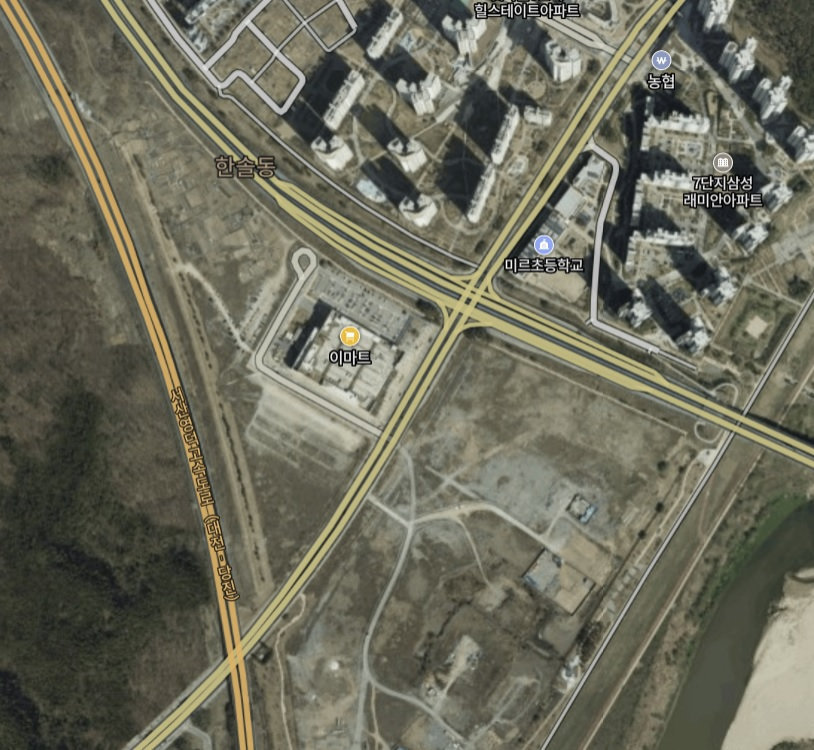 힐스테이트아파트
농협
한솔동
7단지삼성
래미안아파트
미르초등학교
이마트
서산영덕고속도로 (대전=당진)